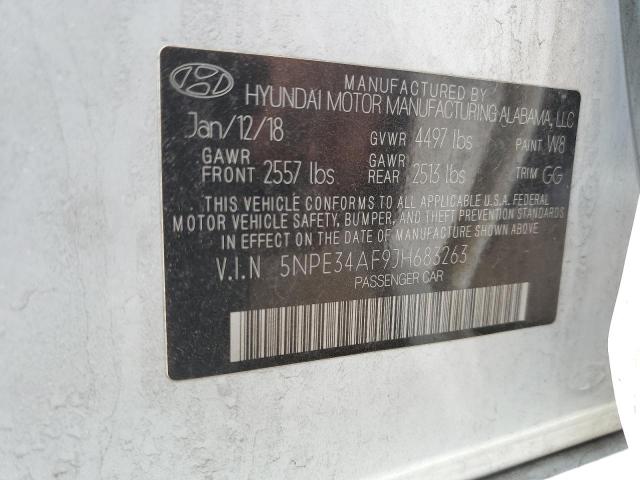 MANUFACTURED BY
HYUNDAI MOTOR MANUFACTURING ALABAMA, LLC
Jan/12/18 GVWR 4497 lbs PAINT W8
GAWR FRONT 2557 lbs GAWR REAR 2513 lbs TRIM GG
THIS VEHICLE CONFORMS TO ALL APPLICABLE U.S.A. FEDERAL
MOTOR VEHICLE SAFETY, BUMPER, AND THEFT PREVENTION STANDARDS
IN EFFECT ON THE DATE OF MANUFACTURE SHOWN ABOVE.
V.I.N 5NPE34AF9JH683263
PASSENGER CAR